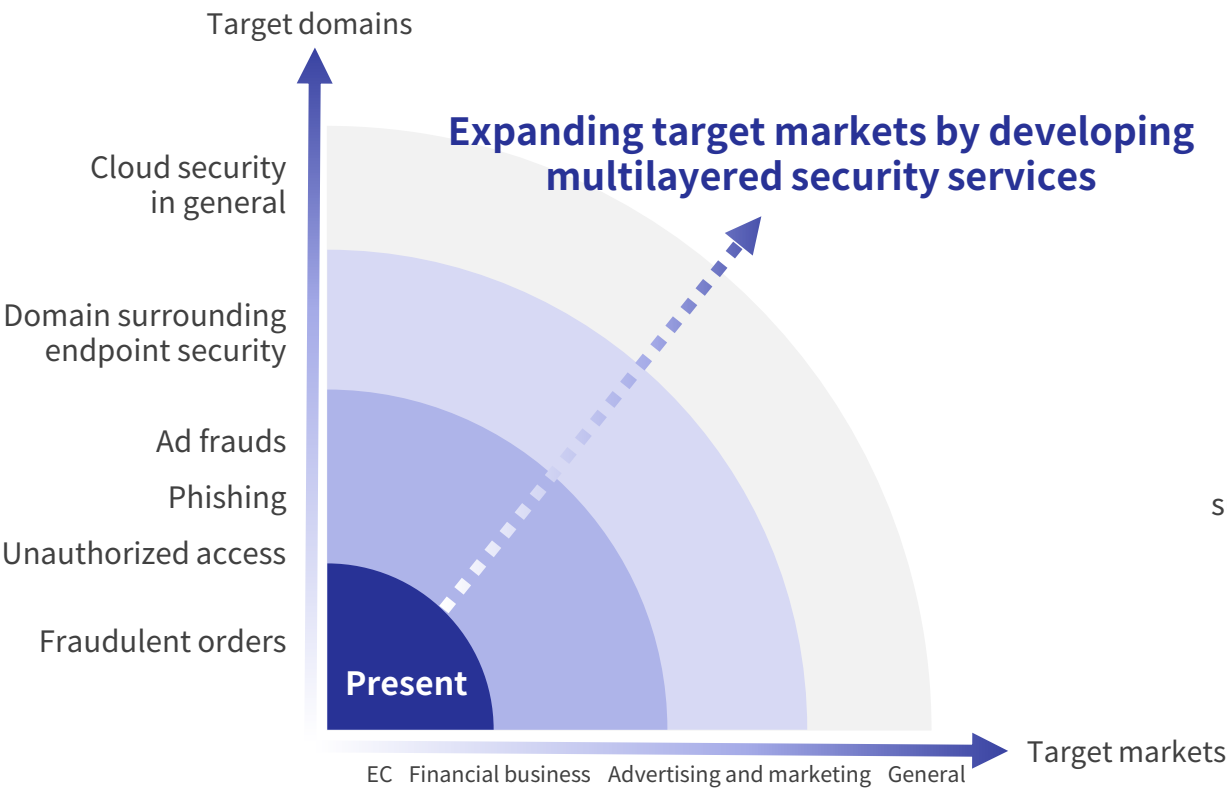 Target domains
Expanding target markets by developing
multilayered security services
Cloud security
in general
Domain surrounding
endpoint security
Ad frauds
Phishing
s
Unauthorized access
Fraudulent orders
Present
Target markets
EC Financial business Advertising and marketing General